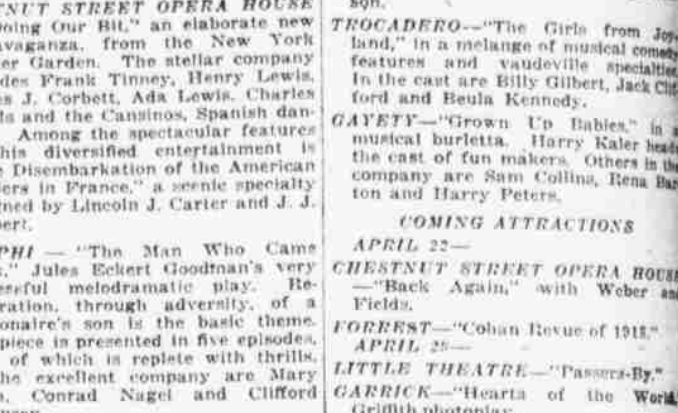 TNUT STREET OPERA HOUSE
oing Our Bit," an elaborate new
avaganza, from the New York
er Garden. The stellar company
des Frank Tinney, Henry Lewis,
es J. Corbett, Ada Lewis, Charles
ls and the Cansinos, Spanish dan-
Among the spectacular features
his diversified entertainment is
e Disembarkation of the American
iers in France," a scenic specialty
gned by Lincoln J. Carter and J. J.
bert.
PHI — "The Man Who Came
k," Jules Eckert Goodman's very
essful melodramatic play. Re-
ration, through adversity, of a
onaire's son is the basic theme.
piece is presented in five episodes,
of which is replete with thrills.
he excellent company are Mary
Conrad Nagel and Clifford
son.
TROCADERO—"The Girls from Joy-
land," in a melange of musical comedy
features and vaudeville specialties.
In the cast are Billy Gilbert, Jack Clif-
ford and Beula Kennedy.
GAYETY—"Grown Up Babies," in a
musical burletta. Harry Kaler heads
the cast of fun makers. Others in the
company are Sam Collins, Rena Bar-
ton and Harry Peters.
COMING ATTRACTIONS
APRIL 22—
CHESTNUT STREET OPERA HOUSE
—"Back Again," with Weber and
Fields.
FORREST—"Cohan Revue of 1918."
APRIL 29—
LITTLE THEATRE—"Passers-By."
GARRICK—"Hearts of the World,"
Griffith photoplay.